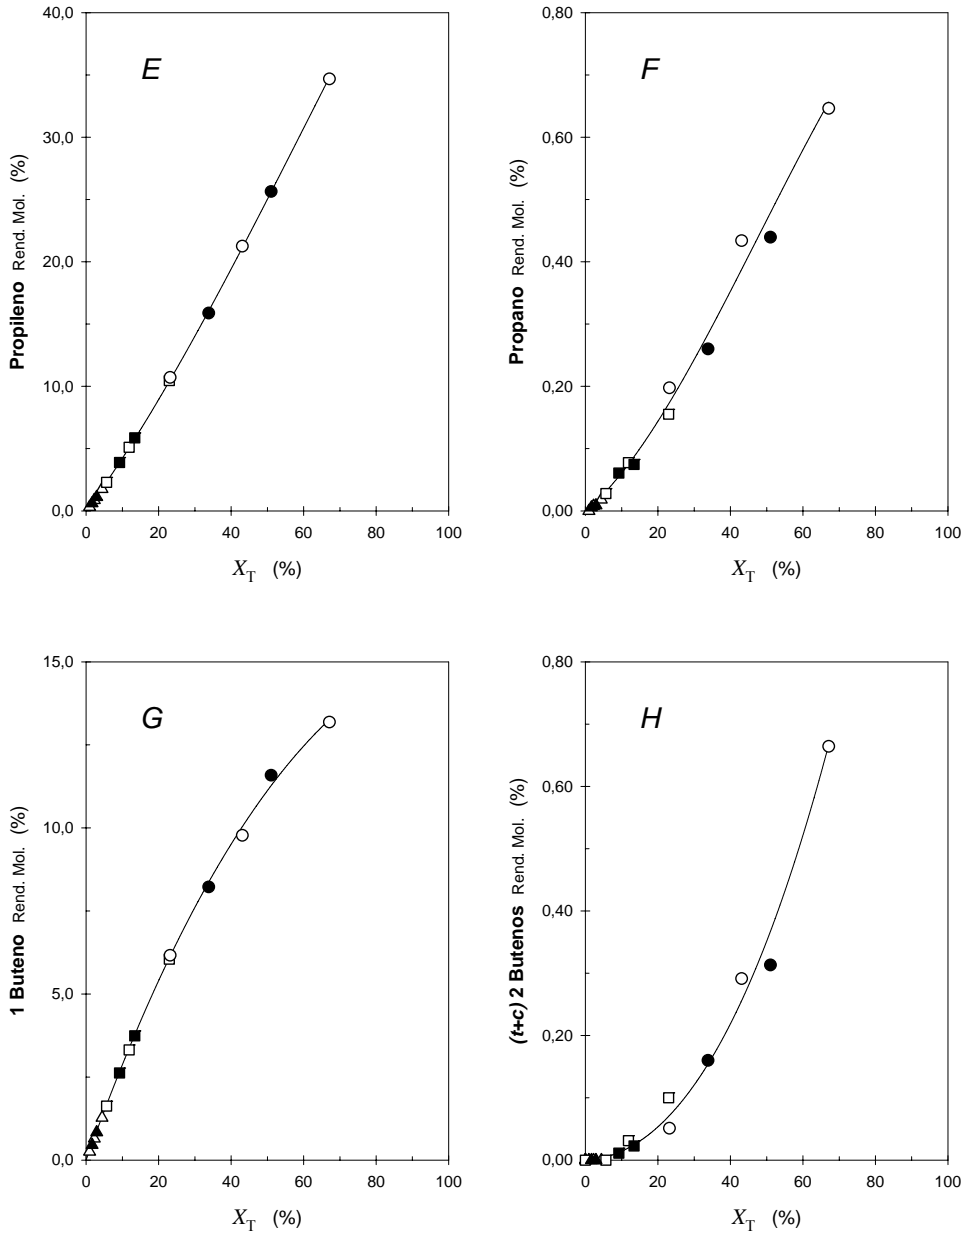 E
Propileno Rend. Mol. (%)
40,0
30,0
20,0
10,0
0,0
0 20 40 60 80 100
X_T (%)
F
Propano Rend. Mol. (%)
0,80
0,60
0,40
0,20
0,00
0 20 40 60 80 100
X_T (%)
G
1 Buteno Rend. Mol. (%)
15,0
10,0
5,0
0,0
0 20 40 60 80 100
X_T (%)
H
(t+c) 2 Butenos Rend. Mol. (%)
0,80
0,60
0,40
0,20
0,00
0 20 40 60 80 100
X_T (%)